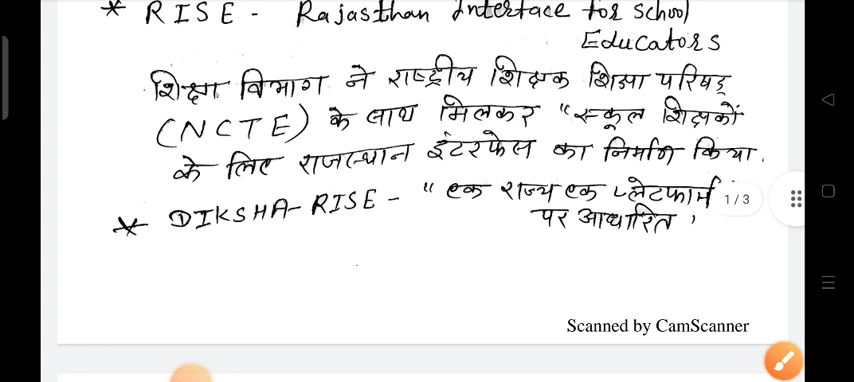 * RISE - Rajasthan Interface for School
Educators
शिक्षा विभाग ने राष्ट्रीय शिक्षक शिक्षा परिषद्
(NCTE) के साथ मिलकर "स्कूल शिक्षकों
के लिए राजस्थान इंटरफेस का निर्माण किया.
* DIKSHA-RISE - "एक राज्य एक प्लेटफार्म
पर आधारित'
1/3
Scanned by CamScanner